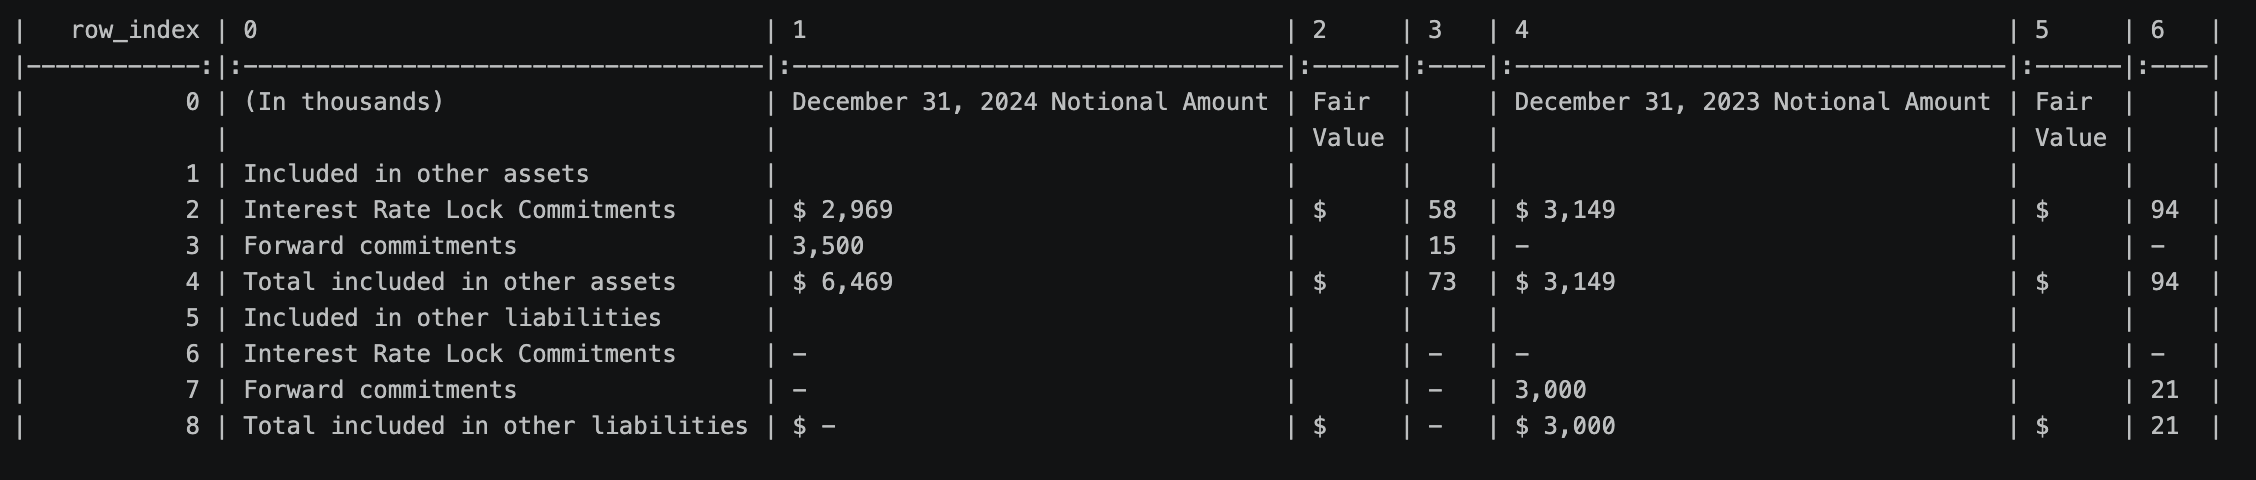 |   row_index | 0                                   | 1                                  | 2      | 3    | 4                                  | 5      | 6    |
|------------:|:------------------------------------|:----------------------------------|:------|:----|:----------------------------------|:------|:----|
|           0 | (In thousands)                      | December 31, 2024 Notional Amount | Fair  |     | December 31, 2023 Notional Amount | Fair  |     |
|             |                                     |                                   | Value |     |                                   | Value |     |
|           1 | Included in other assets            |                                   |       |     |                                   |       |     |
|           2 | Interest Rate Lock Commitments      | $ 2,969                           | $     | 58  | $ 3,149                           | $     | 94  |
|           3 | Forward commitments                 | 3,500                             |       | 15  | –                                 |       | –   |
|           4 | Total included in other assets      | $ 6,469                           | $     | 73  | $ 3,149                           | $     | 94  |
|           5 | Included in other liabilities       |                                   |       |     |                                   |       |     |
|           6 | Interest Rate Lock Commitments      | –                                 |       | –   | –                                 |       | –   |
|           7 | Forward commitments                 | –                                 |       | –   | 3,000                             |       | 21  |
|           8 | Total included in other liabilities | $ –                               | $     | –   | $ 3,000                           | $     | 21  |